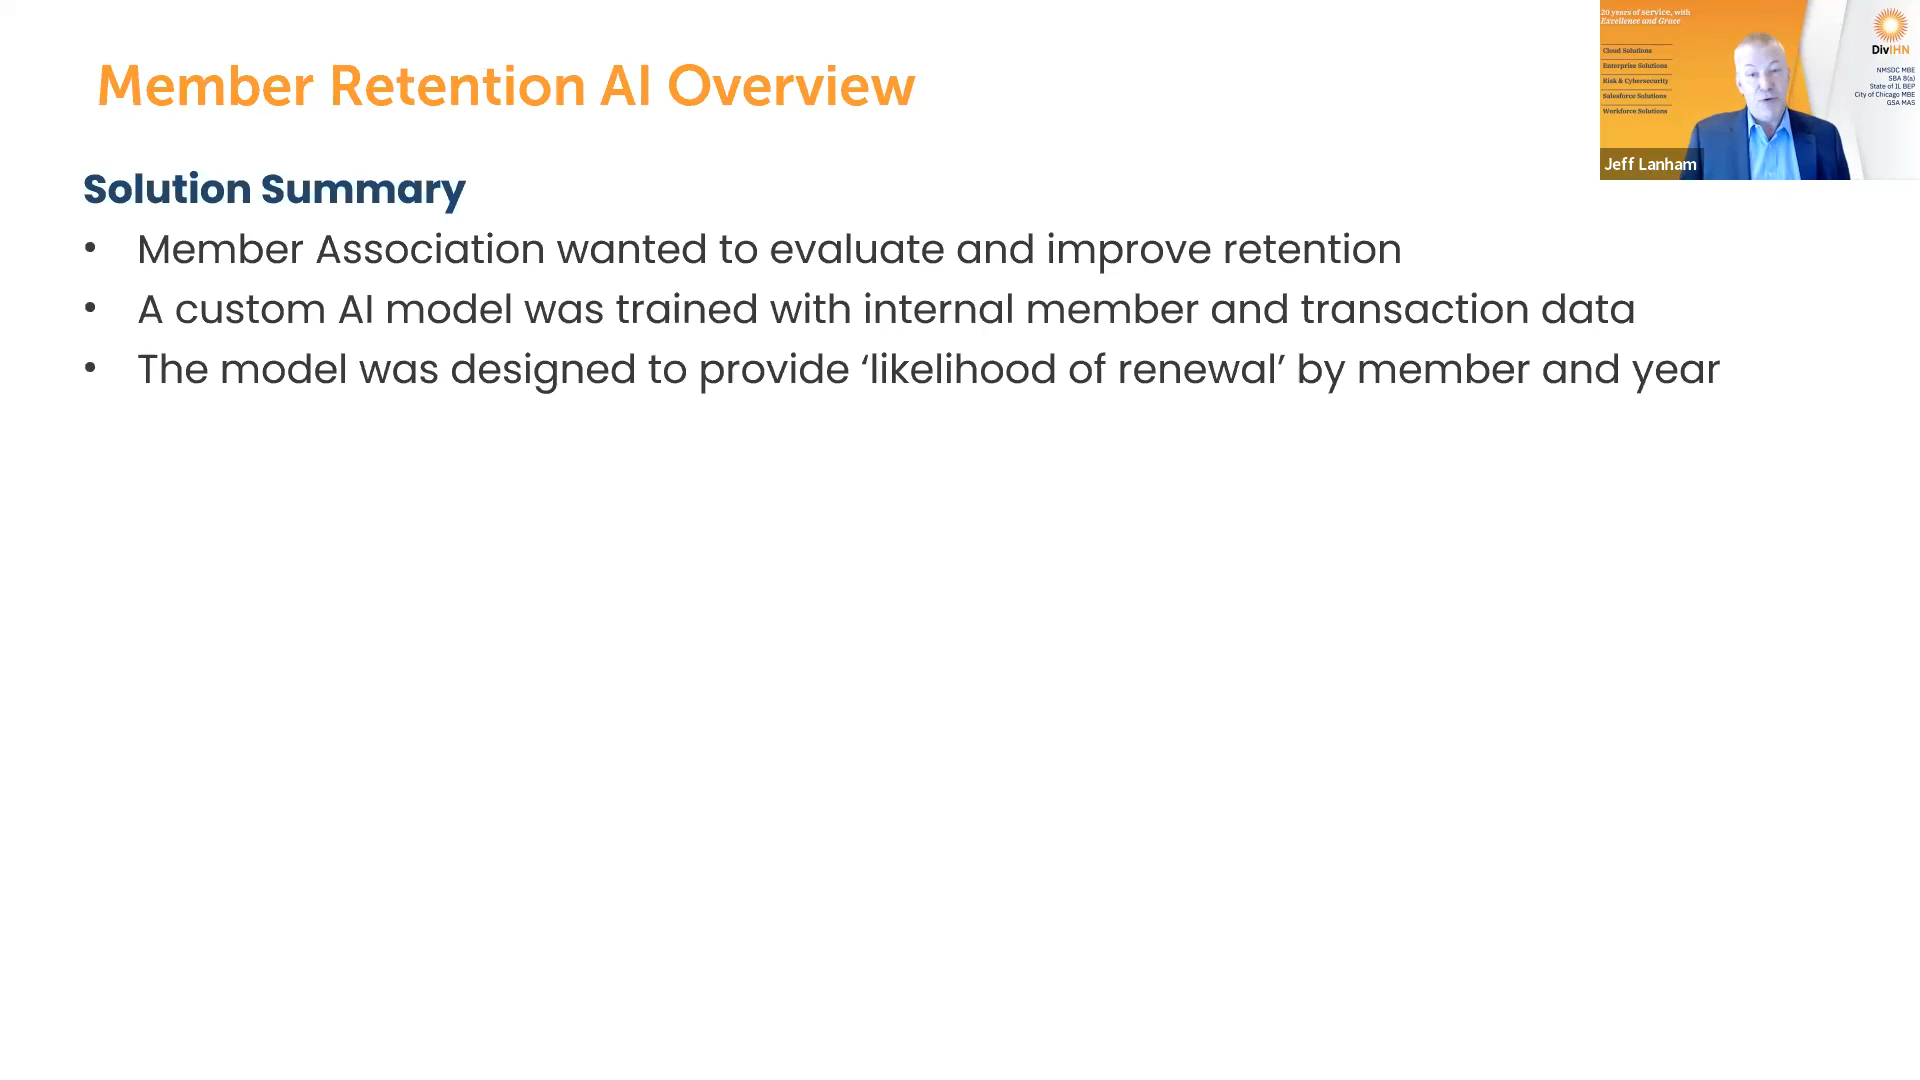 Member Retention AI Overview
Solution Summary
• Member Association wanted to evaluate and improve retention
• A custom AI model was trained with internal member and transaction data
• The model was designed to provide ‘likelihood of renewal’ by member and year
20 years of service, with
Excellence and Grace
Cloud Solutions
Enterprise Solutions
Risk & Cybersecurity
Salesforce Solutions
Workforce Solutions
DivIHN
NMSDC MBE
SBA 8(a)
State of IL BEP
City of Chicago MBE
GSA MAS
Jeff Lanham